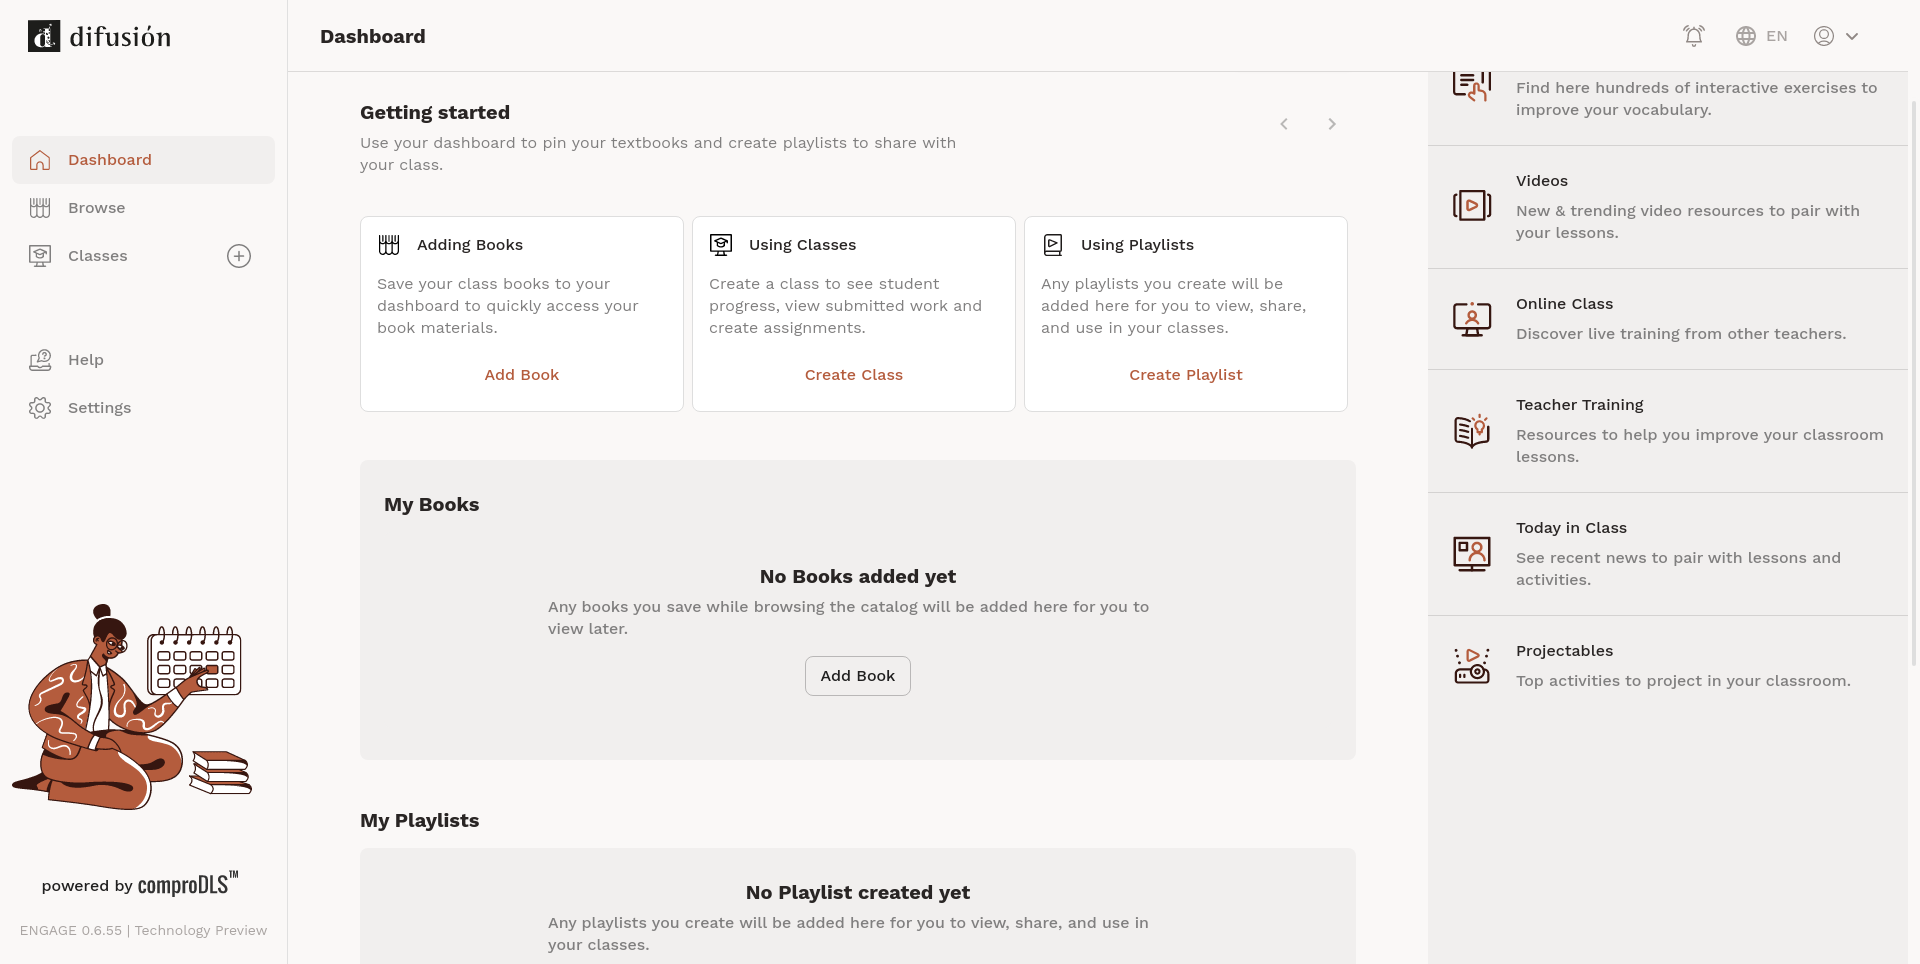 difusión
Dashboard
EN
Dashboard
Browse
Classes
Help
Settings
powered by comproDLS™
ENGAGE 0.6.55 | Technology Preview
Getting started
Use your dashboard to pin your textbooks and create playlists to share with
your class.
Adding Books
Save your class books to your
dashboard to quickly access your
book materials.
Add Book
Using Classes
Create a class to see student
progress, view submitted work and
create assignments.
Create Class
Using Playlists
Any playlists you create will be
added here for you to view, share,
and use in your classes.
Create Playlist
My Books
No Books added yet
Any books you save while browsing the catalog will be added here for you to
view later.
Add Book
My Playlists
No Playlist created yet
Any playlists you create will be added here for you to view, share, and use in
your classes.
Find here hundreds of interactive exercises to
improve your vocabulary.
Videos
New & trending video resources to pair with
your lessons.
Online Class
Discover live training from other teachers.
Teacher Training
Resources to help you improve your classroom
lessons.
Today in Class
See recent news to pair with lessons and
activities.
Projectables
Top activities to project in your classroom.